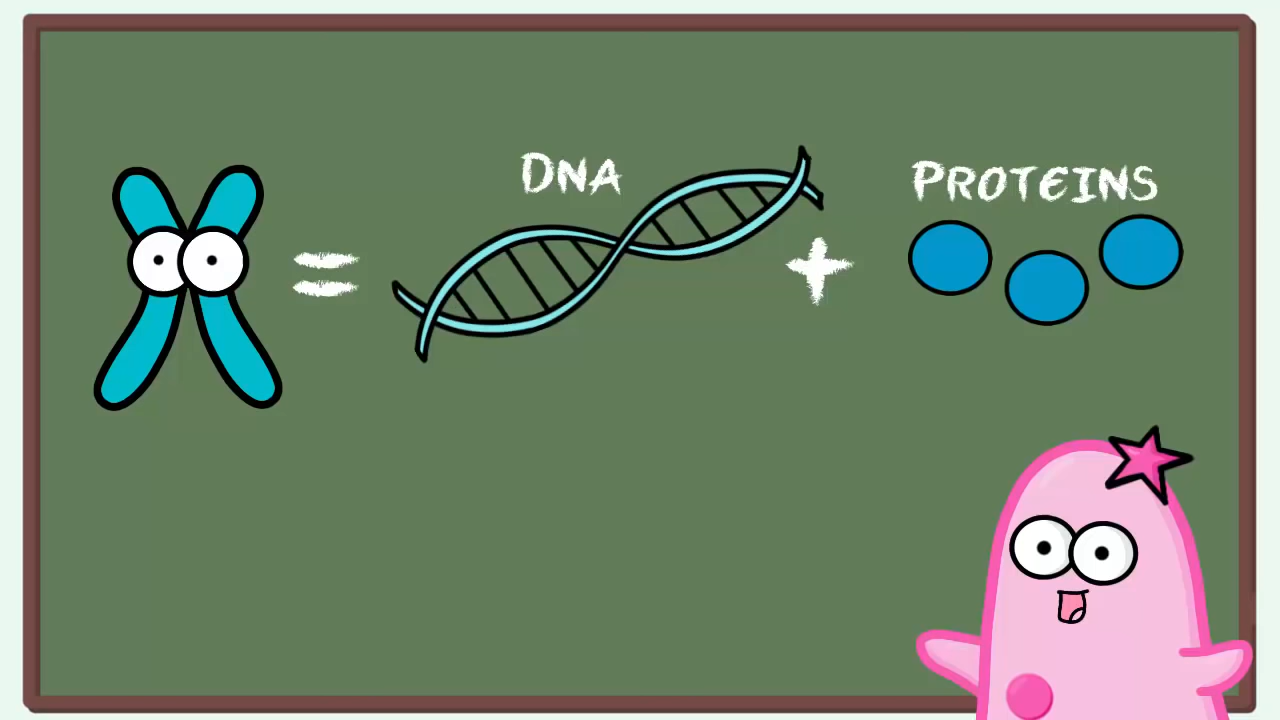 DNA
PROTEINS
=
+